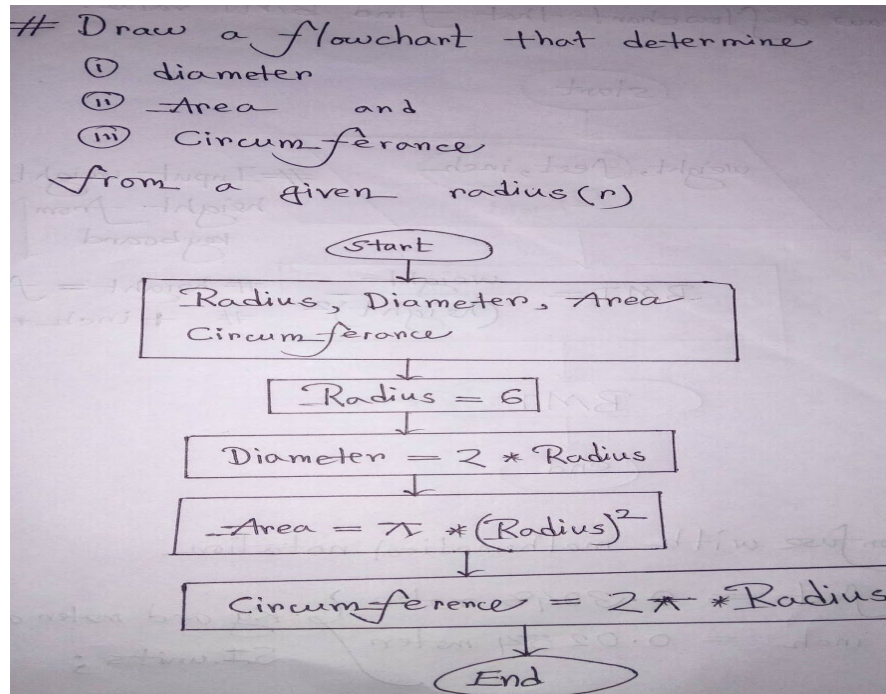 # Draw a flowchart that determine
(i) diameter
(ii) Area and
(iii) Circumferance
from a given radius(r)
Start
Radius, Diameter, Area
Circumferance
Radius = 6
Diameter = 2 * Radius
Area = π * (Radius)²
Circumference = 2π * Radius
End